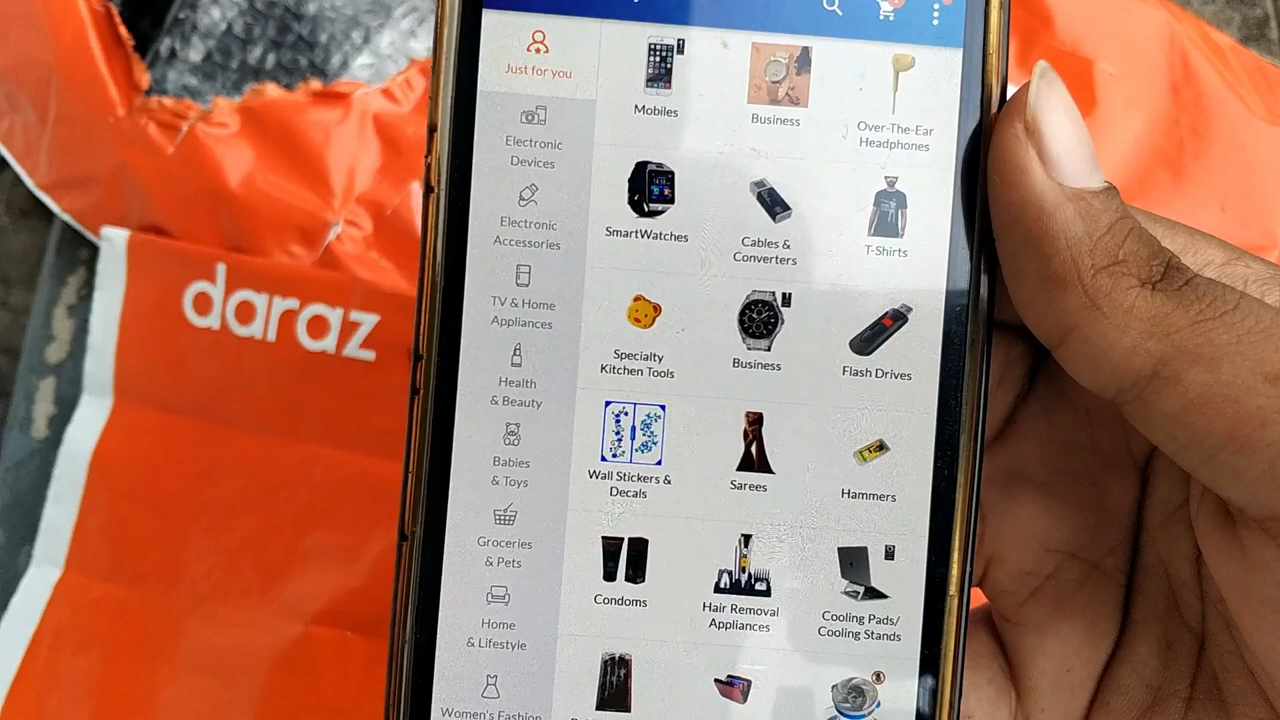 daraz
Just for you
Electronic
Devices
Electronic
Accessories
TV & Home
Appliances
Health
& Beauty
Babies
& Toys
Groceries
& Pets
Home
& Lifestyle
Women's Fashion
Mobiles
Business
Over-The-Ear
Headphones
SmartWatches
Cables &
Converters
T-Shirts
Specialty
Kitchen Tools
Business
Flash Drives
Wall Stickers &
Decals
Sarees
Hammers
Condoms
Hair Removal
Appliances
Cooling Pads/
Cooling Stands